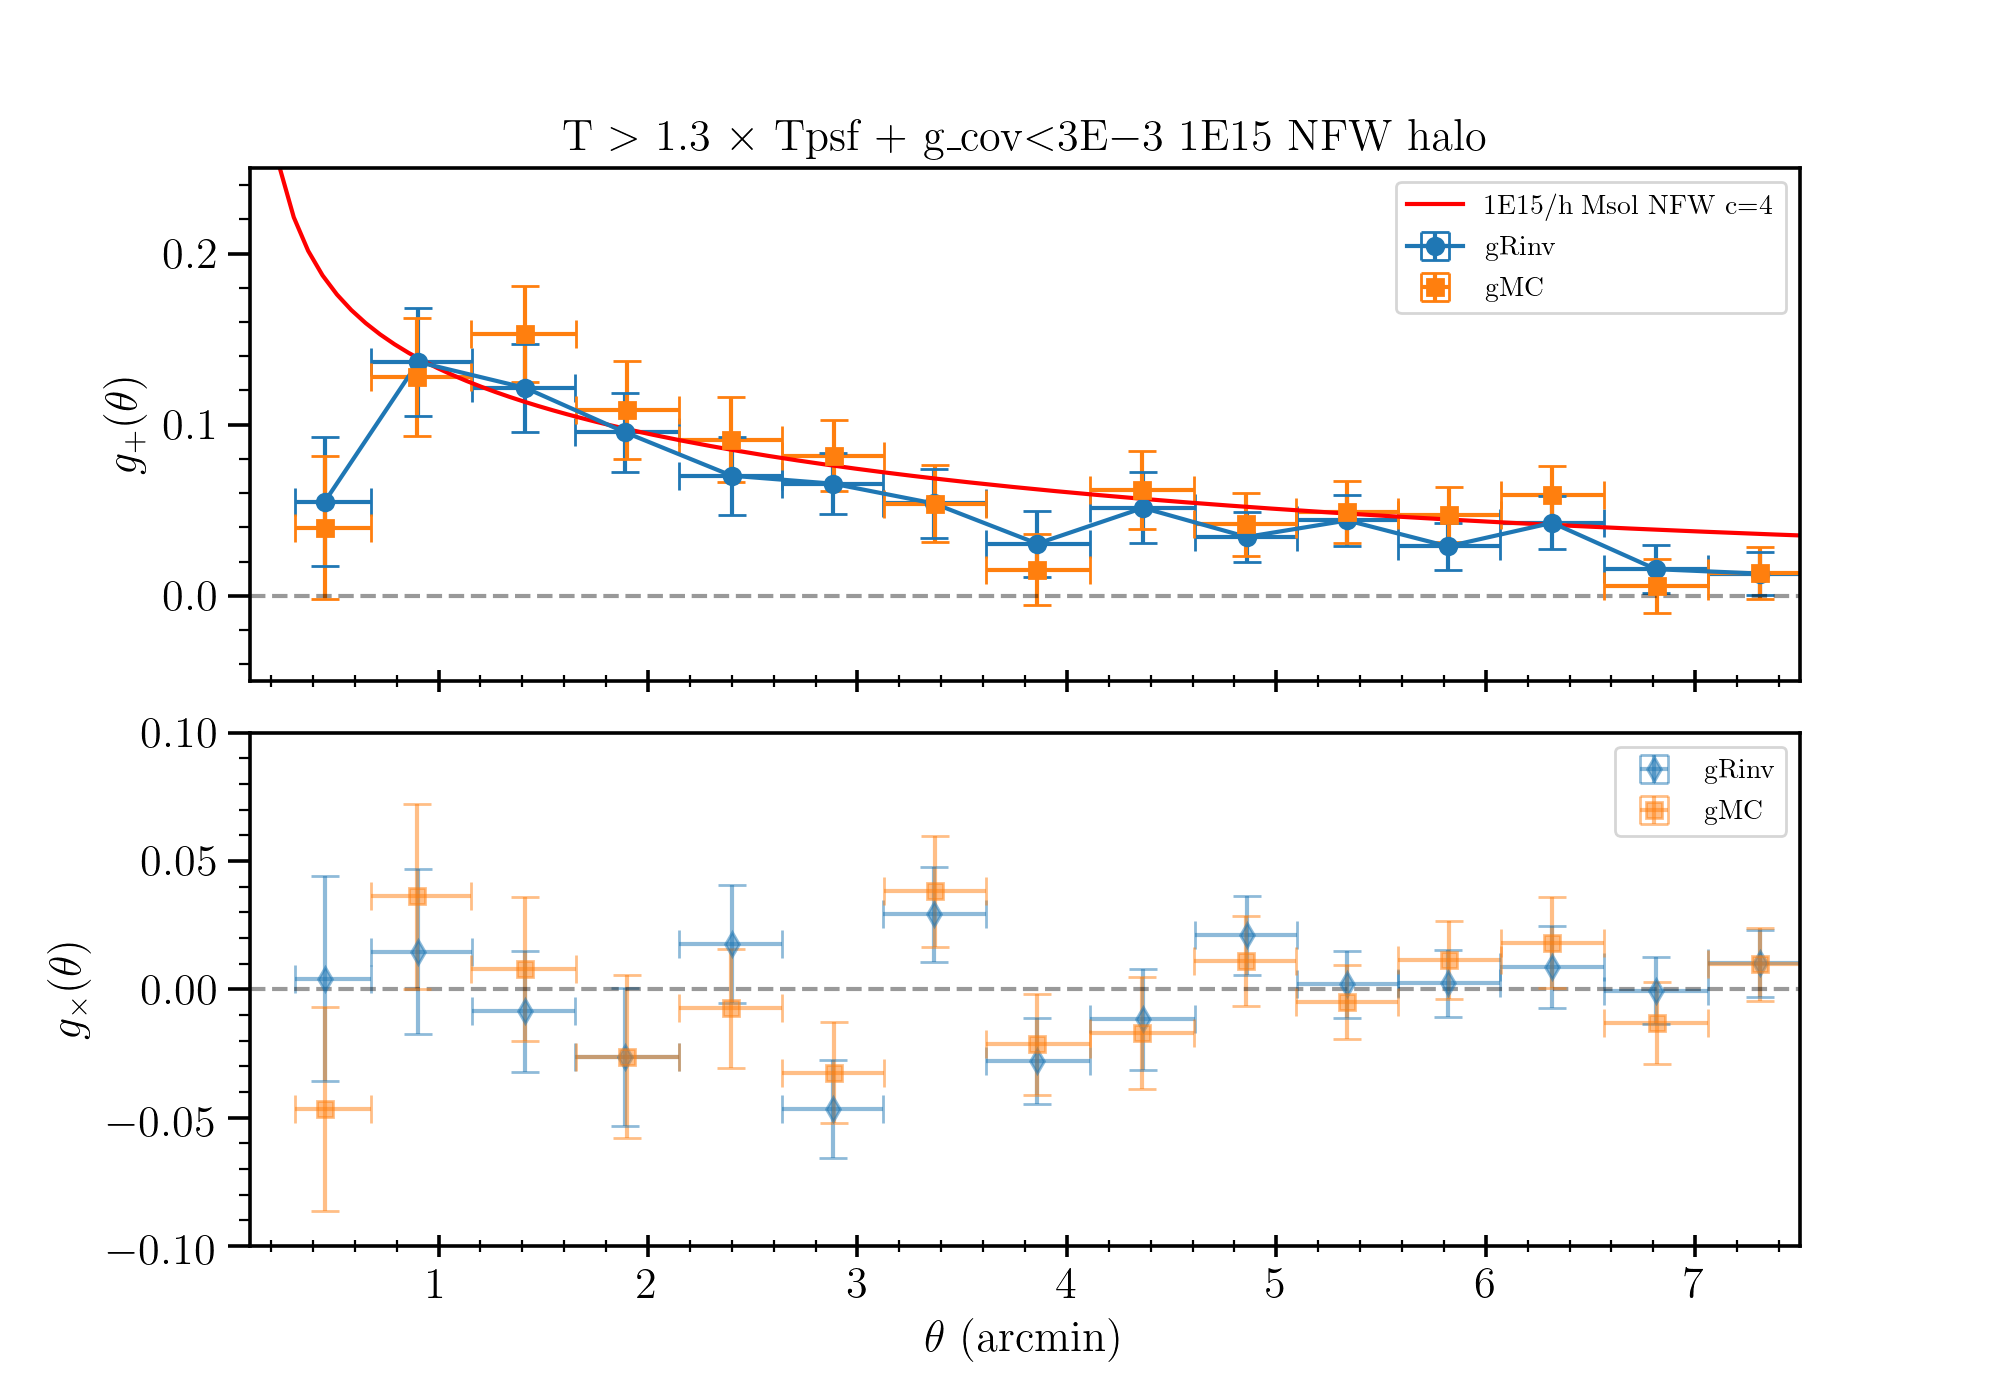 T > 1.3 × Tpsf + g_cov<3E−3 1E15 NFW halo
1E15/h Msol NFW c=4
gRinv
gMC
0.2
0.1
0.0
g₊(θ)
gRinv
gMC
0.10
0.05
0.00
−0.05
−0.10
g×(θ)
1 2 3 4 5 6 7
θ (arcmin)